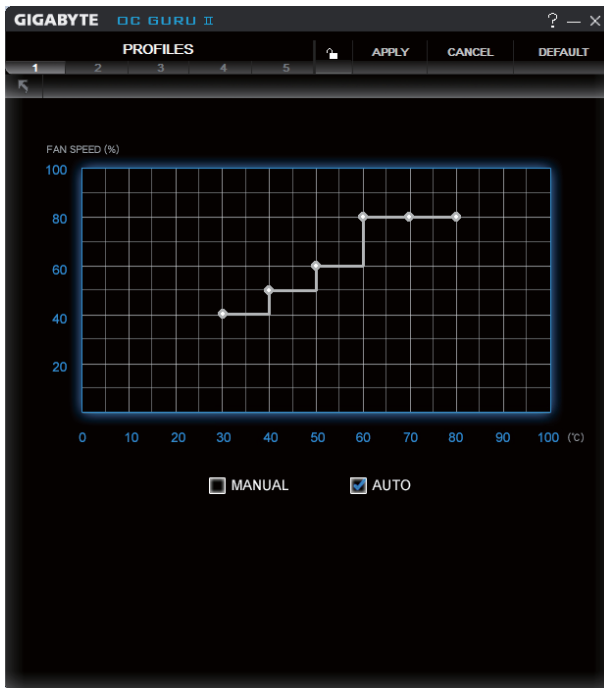 GIGABYTE OC GURU II ? — ×
PROFILES APPLY CANCEL DEFAULT
1 2 3 4 5
FAN SPEED (%)
100
80
60
40
20
0 10 20 30 40 50 60 70 80 90 100 (℃)
MANUAL AUTO